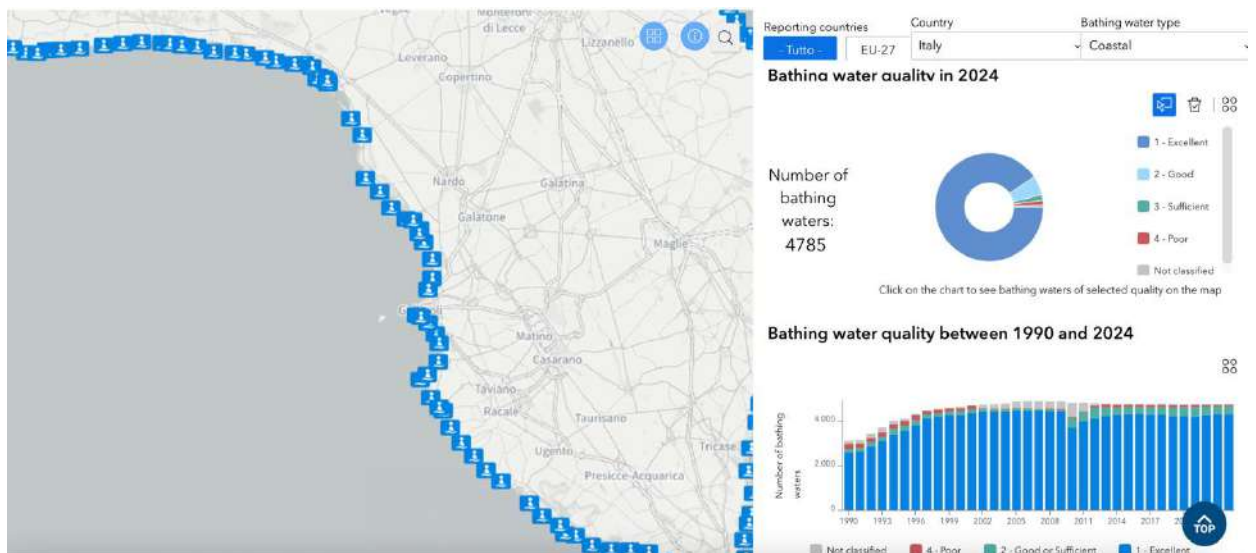 Monteroni
di Lecce
Lizzanello
Leverano
Copertino
Nardo
Galatina
Galatone
Maglie
Matino
Casarano
Taviano
Racale
Taurisano
Tricase
Ugento
Presicce-Acquarica
Reporting countries
- Tutto -
EU-27
Country
Italy
Bathing water type
Coastal
Bathing water quality in 2024
Number of
bathing
waters:
4785
1 - Excellent
2 - Good
3 - Sufficient
4 - Poor
Not classified
Click on the chart to see bathing waters of selected quality on the map
Bathing water quality between 1990 and 2024
Number of bathing
waters
4.000
2.000
0
1990 1993 1996 1999 2002 2005 2008 2011 2014 2017
TOP
Not classified
4 - Poor
2 - Good or Sufficient
1 - Excellent